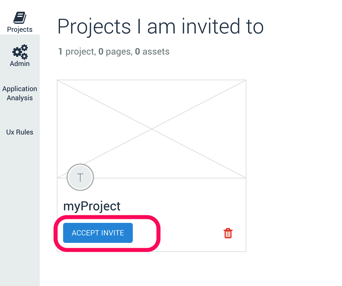 Projects
Admin
Application
Analysis
Ux Rules
Projects I am invited to
1 project, 0 pages, 0 assets
T
myProject
ACCEPT INVITE